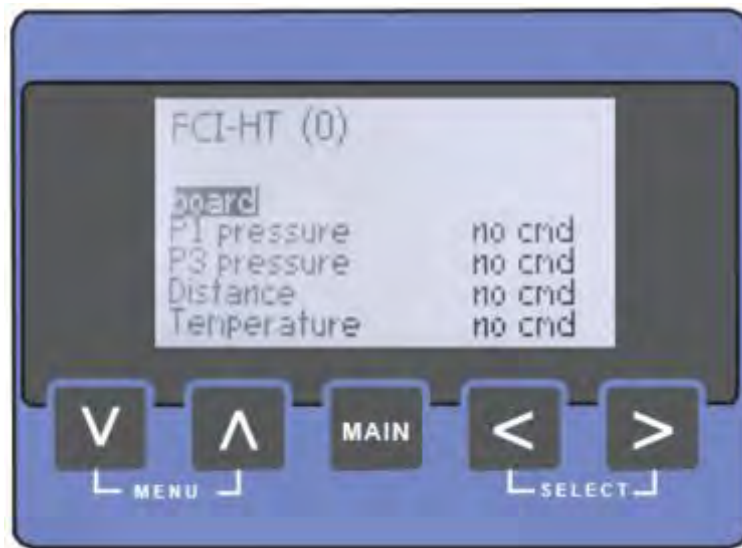 FCI-HT (0)
board
P1 pressure no cmd
P3 pressure no cmd
Distance no cmd
Temperature no cmd
V Λ MAIN < >
MENU SELECT